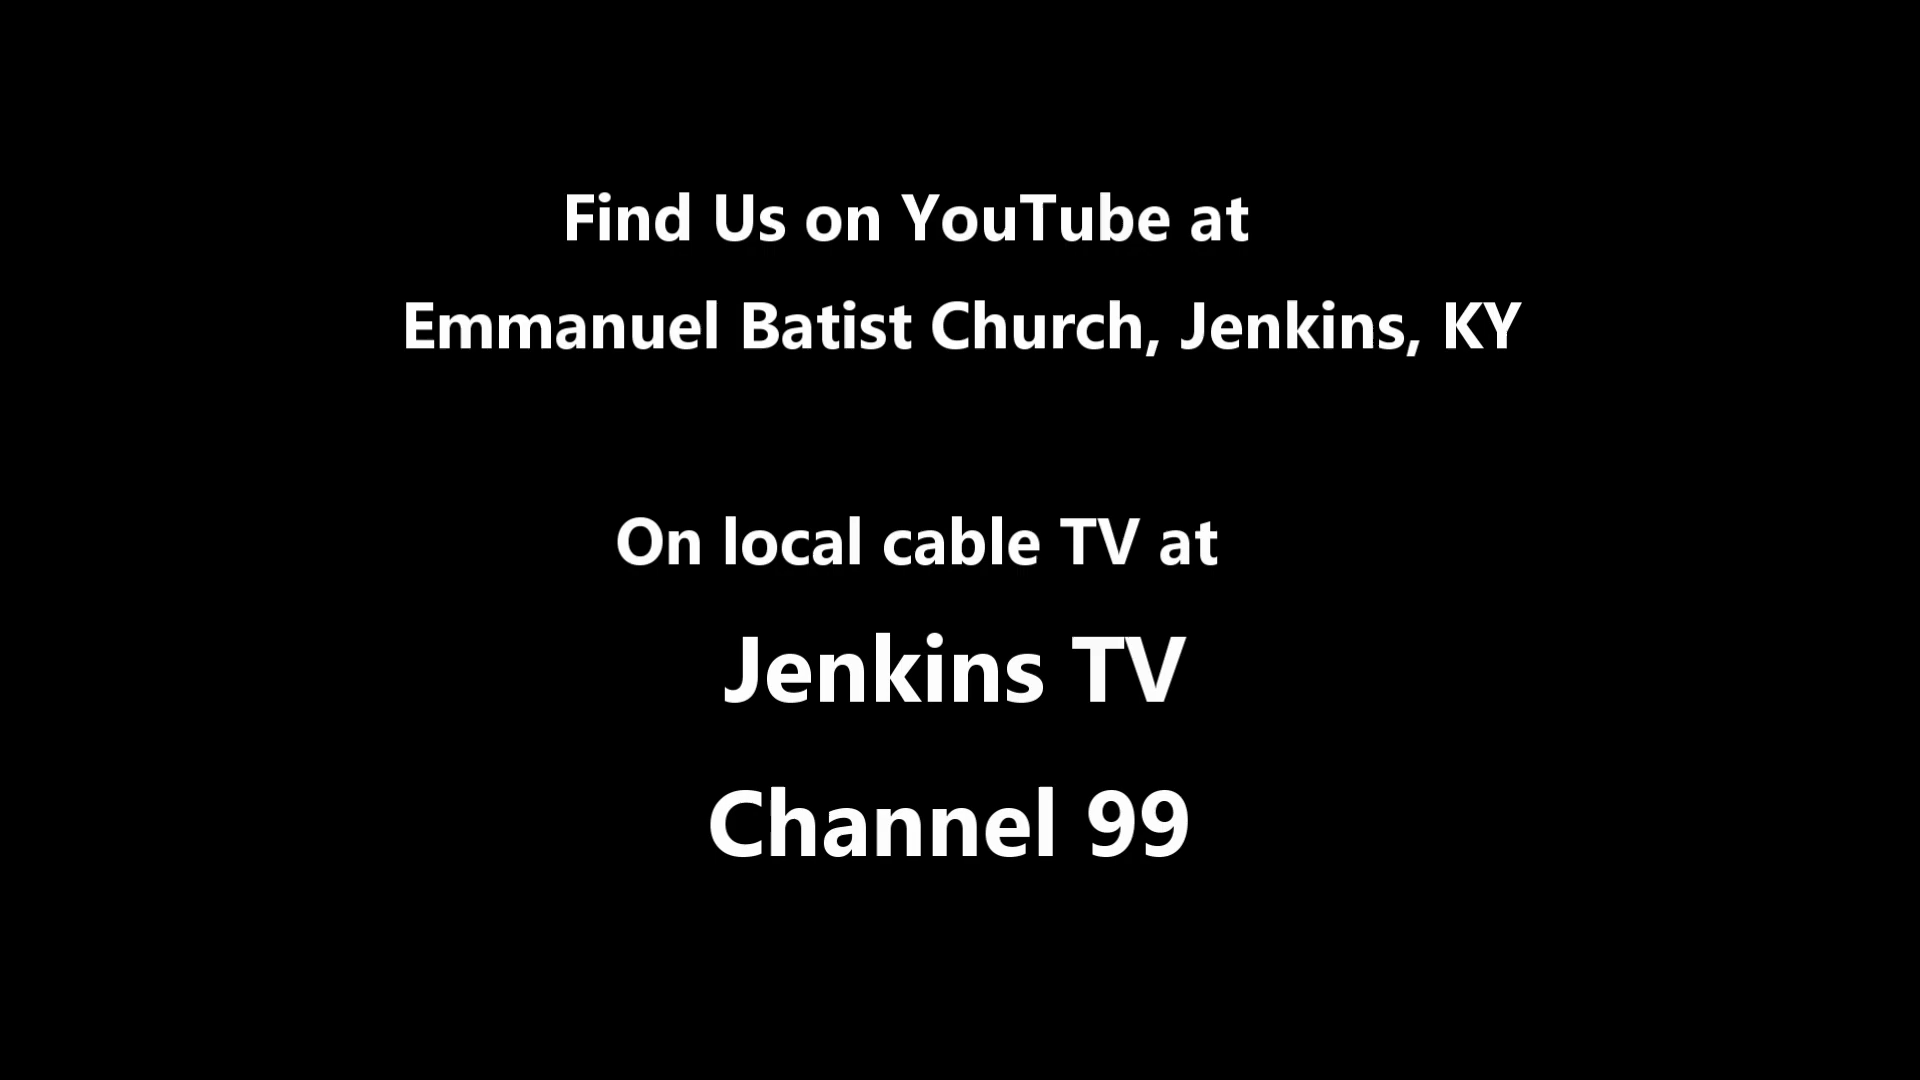 Find Us on YouTube at
Emmanuel Batist Church, Jenkins, KY
On local cable TV at
Jenkins TV
Channel 99